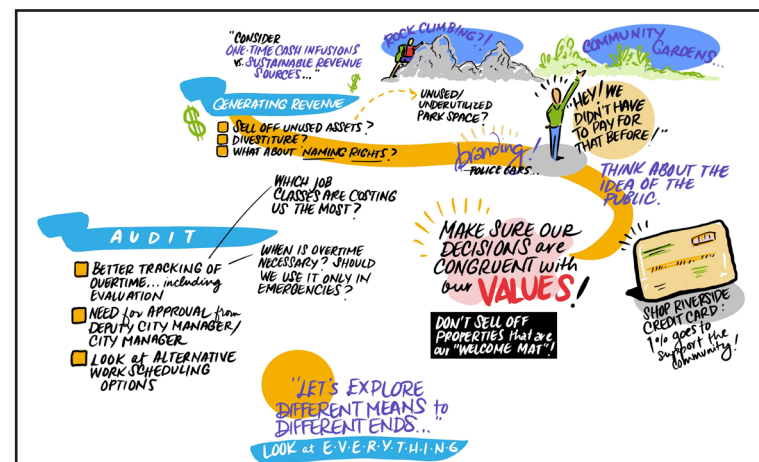 "CONSIDER
ONE-TIME CASH INFUSIONS
vs. SUSTAINABLE REVENUE
SOURCES..."
ROCK CLIMBING?!
COMMUNITY
GARDENS...
GENERATING REVENUE
SELL OFF UNUSED ASSETS?
DIVESTITURE?
WHAT ABOUT NAMING RIGHTS?
UNUSED/
UNDERUTILIZED
PARK SPACE?
"HEY! WE
DIDN'T HAVE
TO PAY FOR
THAT BEFORE!"
branding!
POLICE CARS...
THINK ABOUT THE
IDEA OF THE
PUBLIC.
WHICH JOB
CLASSES ARE COSTING
US THE MOST?
AUDIT
BETTER TRACKING OF
OVERTIME... including
EVALUATION
NEED for APPROVAL from
DEPUTY CITY MANAGER/
CITY MANAGER
LOOK at ALTERNATIVE
WORK SCHEDULING
OPTIONS
WHEN IS OVERTIME
NECESSARY? SHOULD
WE USE IT ONLY IN
EMERGENCIES?
MAKE SURE OUR
DECISIONS are
CONGRUENT with
our VALUES!
DON'T SELL OFF
PROPERTIES that are
our "WELCOME MAT"!
SHOP RIVERSIDE
CREDIT CARD:
1% goes to
support the
community!
"LET'S EXPLORE
DIFFERENT MEANS to
DIFFERENT ENDS..."
LOOK at E.V.E.R.Y.T.H.I.N.G